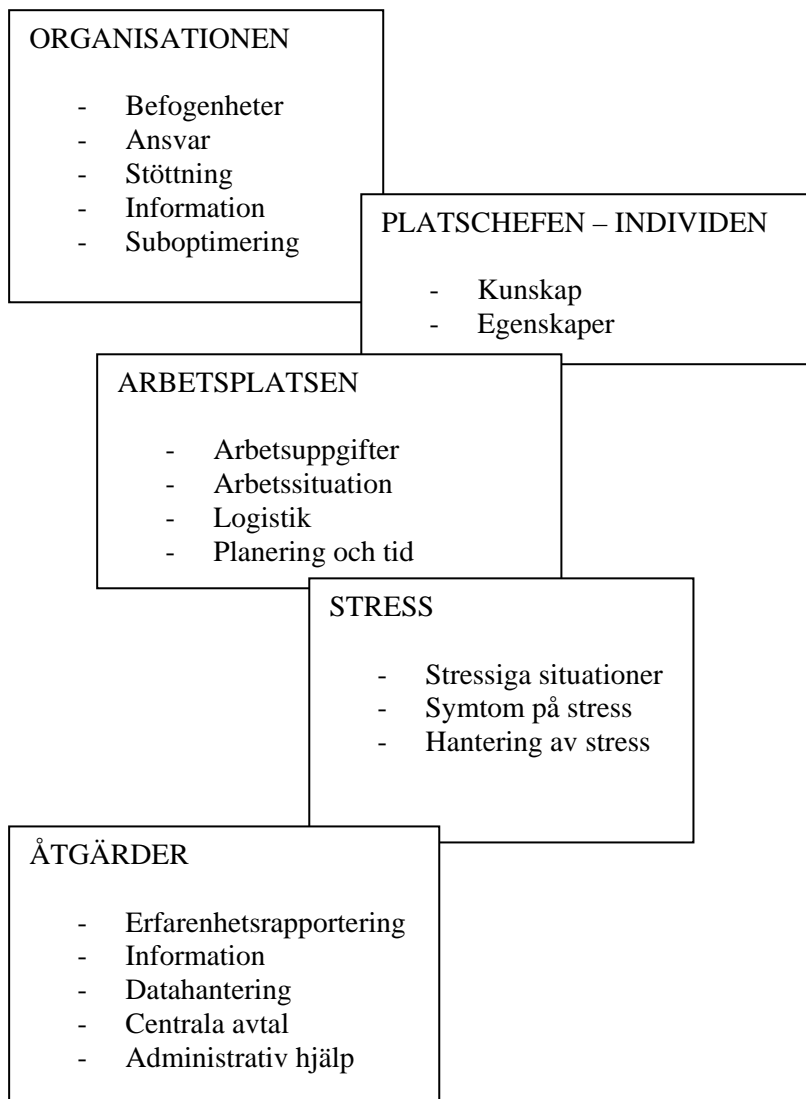 ORGANISATIONEN
- Befogenheter
- Ansvar
- Stöttning
- Information
- Suboptimering
PLATSCHEFEN – INDIVIDEN
- Kunskap
- Egenskaper
ARBETSPLATSEN
- Arbetsuppgifter
- Arbetssituation
- Logistik
- Planering och tid
STRESS
- Stressiga situationer
- Symtom på stress
- Hantering av stress
ÅTGÄRDER
- Erfarenhetsrapportering
- Information
- Datahantering
- Centrala avtal
- Administrativ hjälp